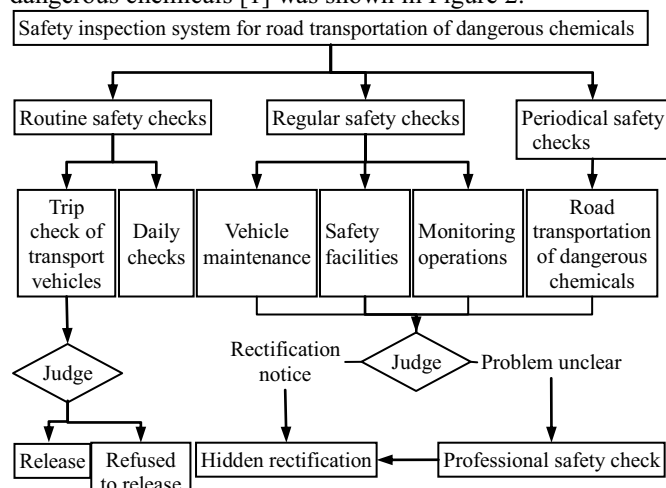 dangerous chemicals [1] was shown in Figure 2.
Safety inspection system for road transportation of dangerous chemicals
Routine safety checks
Regular safety checks
Periodical safety
checks
Trip
check of
transport
vehicles
Daily
checks
Vehicle
maintenance
Safety
facilities
Monitoring
operations
Road
transportation
of dangerous
chemicals
Judge
Rectification
notice
Judge
Problem unclear
Release
Refused
to release
Hidden rectification
Professional safety check